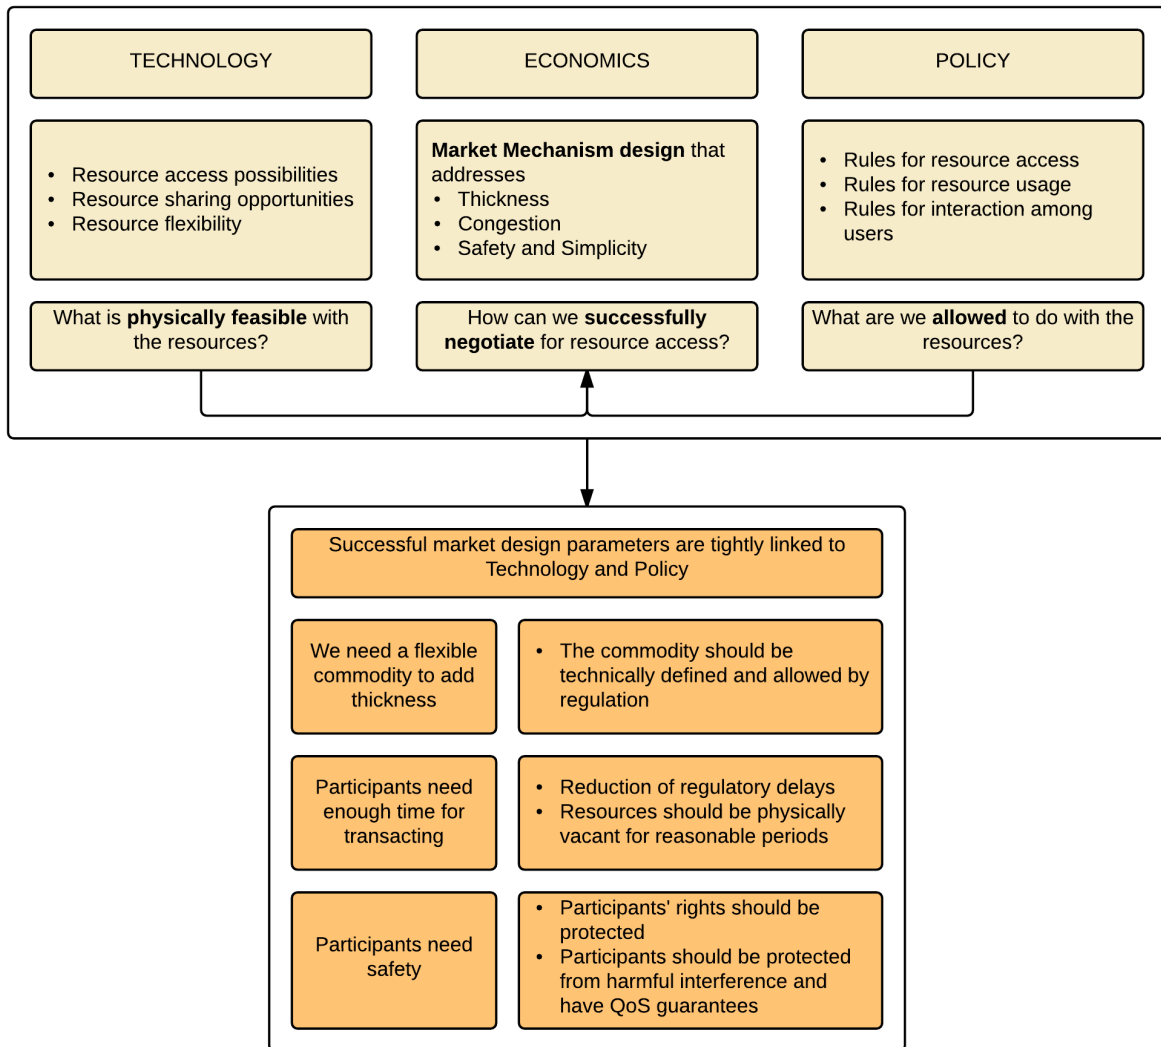 TECHNOLOGY
ECONOMICS
POLICY
• Resource access possibilities
• Resource sharing opportunities
• Resource flexibility
Market Mechanism design that
addresses
• Thickness
• Congestion
• Safety and Simplicity
• Rules for resource access
• Rules for resource usage
• Rules for interaction among
users
What is physically feasible with
the resources?
How can we successfully
negotiate for resource access?
What are we allowed to do with the
resources?
Successful market design parameters are tightly linked to
Technology and Policy
We need a flexible
commodity to add
thickness
• The commodity should be
technically defined and allowed by
regulation
Participants need
enough time for
transacting
• Reduction of regulatory delays
• Resources should be physically
vacant for reasonable periods
Participants need
safety
• Participants' rights should be
protected
• Participants should be protected
from harmful interference and
have QoS guarantees